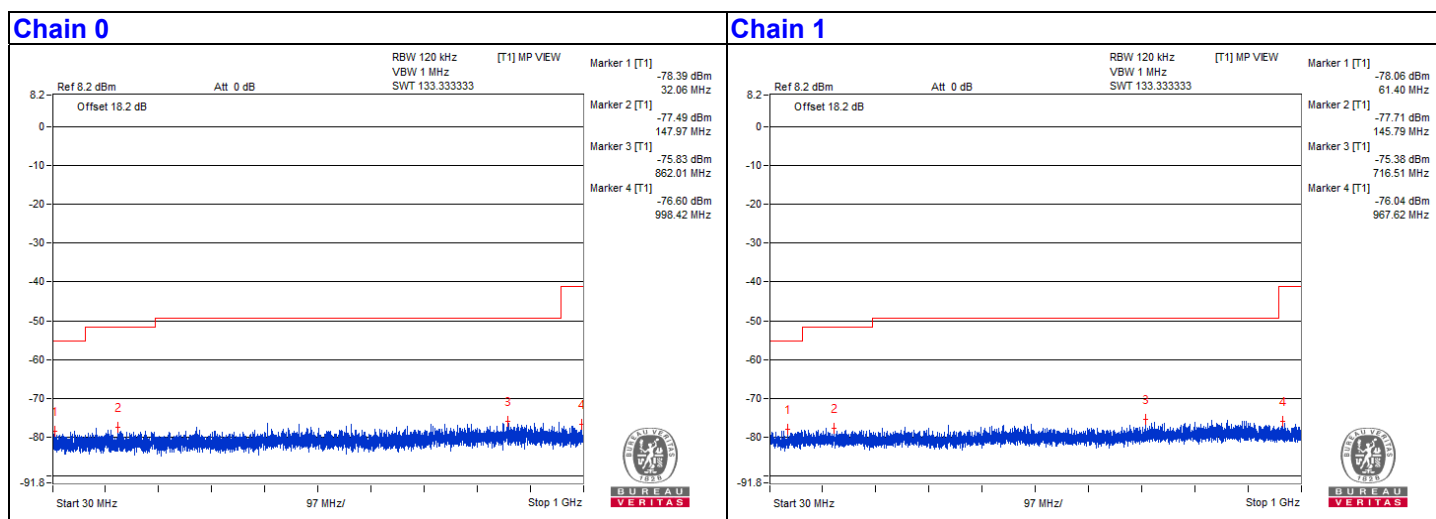 Chain 0
RBW 120 kHz [T1] MP VIEW
VBW 1 MHz
Ref 8.2 dBm Att 0 dB SWT 133.333333
Offset 18.2 dB
8.2
0
-10
-20
-30
-40
-50
-60
-70
-80
-91.8
1
2
3
4
Start 30 MHz 97 MHz/ Stop 1 GHz
Marker 1 [T1]
-78.39 dBm
32.06 MHz
Marker 2 [T1]
-77.49 dBm
147.97 MHz
Marker 3 [T1]
-75.83 dBm
862.01 MHz
Marker 4 [T1]
-76.60 dBm
998.42 MHz
BUREAU VERITAS
1828
BUREAU
VERITAS
Chain 1
RBW 120 kHz [T1] MP VIEW
VBW 1 MHz
Ref 8.2 dBm Att 0 dB SWT 133.333333
Offset 18.2 dB
8.2
0
-10
-20
-30
-40
-50
-60
-70
-80
-91.8
1
2
3
4
Start 30 MHz 97 MHz/ Stop 1 GHz
Marker 1 [T1]
-78.06 dBm
61.40 MHz
Marker 2 [T1]
-77.71 dBm
145.79 MHz
Marker 3 [T1]
-75.38 dBm
716.51 MHz
Marker 4 [T1]
-76.04 dBm
967.62 MHz
BUREAU VERITAS
1828
BUREAU
VERITAS